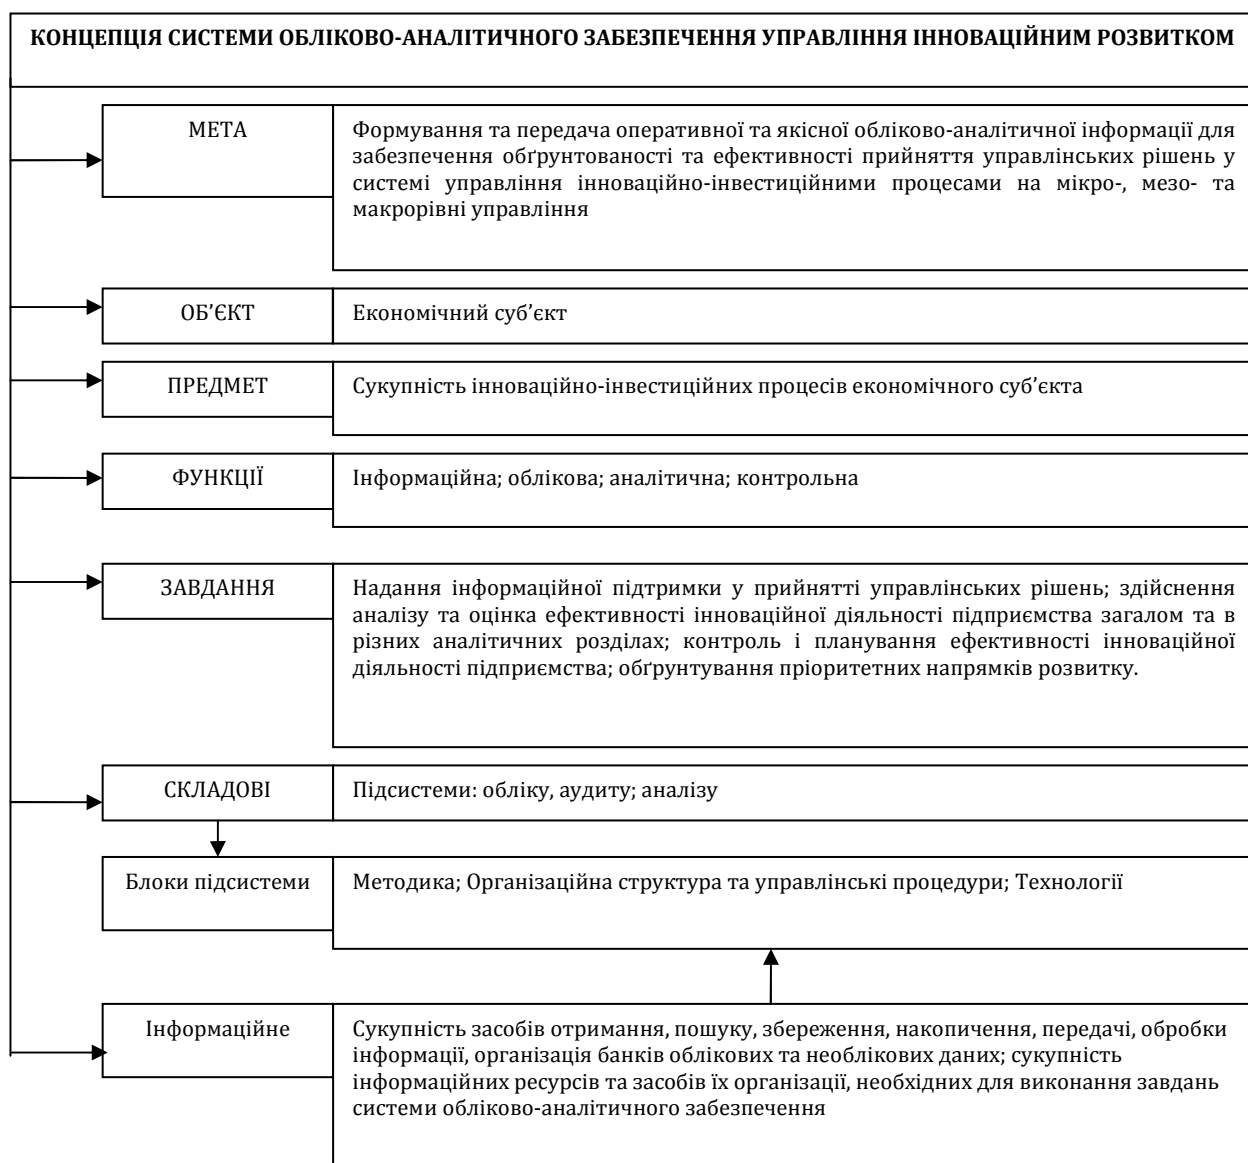 КОНЦЕПЦІЯ СИСТЕМИ ОБЛІКОВО-АНАЛІТИЧНОГО ЗАБЕЗПЕЧЕННЯ УПРАВЛІННЯ ІННОВАЦІЙНИМ РОЗВИТКОМ
МЕТА
Формування та передача оперативної та якісної обліково-аналітичної інформації для
забезпечення обґрунтованості та ефективності прийняття управлінських рішень у
системі управління інноваційно-інвестиційними процесами на мікро-, мезо- та
макрорівні управління
ОБ’ЄКТ
Економічний суб’єкт
ПРЕДМЕТ
Сукупність інноваційно-інвестиційних процесів економічного суб’єкта
ФУНКЦІЇ
Інформаційна; облікова; аналітична; контрольна
ЗАВДАННЯ
Надання інформаційної підтримки у прийнятті управлінських рішень; здійснення
аналізу та оцінка ефективності інноваційної діяльності підприємства загалом та в
різних аналітичних розділах; контроль і планування ефективності інноваційної
діяльності підприємства; обґрунтування пріоритетних напрямків розвитку.
СКЛАДОВІ
Підсистеми: обліку, аудиту; аналізу
Блоки підсистеми
Методика; Організаційна структура та управлінські процедури; Технології
Інформаційне
Сукупність засобів отримання, пошуку, збереження, накопичення, передачі, обробки
інформації, організація банків облікових та необлікових даних; сукупність
інформаційних ресурсів та засобів їх організації, необхідних для виконання завдань
системи обліково-аналітичного забезпечення